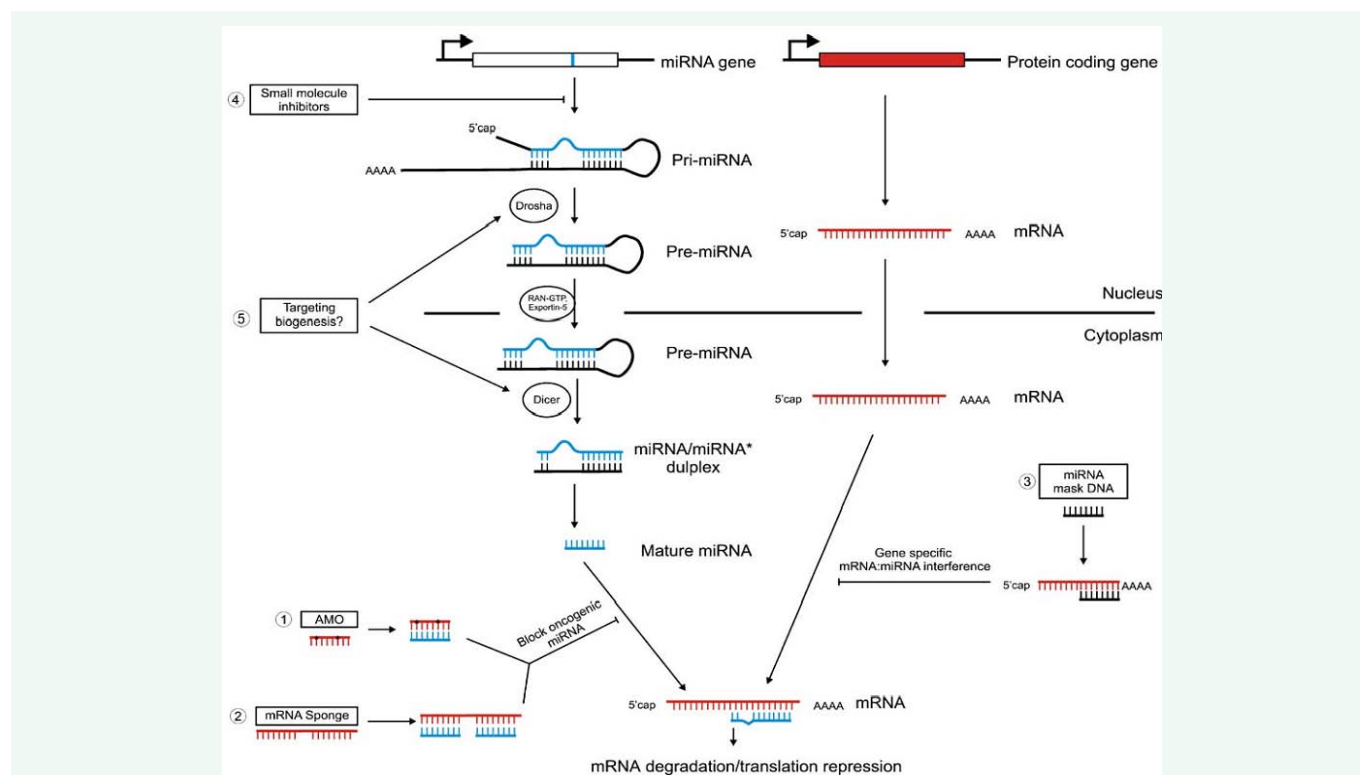 miRNA gene
Protein coding gene
④
Small molecule
inhibitors
5'cap
AAAA
Pri-miRNA
Drosha
5'cap
AAAA
mRNA
Pre-miRNA
RAN-GTP,
Exportin-5
Nucleus
⑤
Targeting
biogenesis?
Cytoplasm
Pre-miRNA
Dicer
5'cap
AAAA
mRNA
miRNA/miRNA*
dulplex
③
miRNA
mask DNA
Mature miRNA
Gene specific
mRNA:miRNA interference
5'cap
AAAA
①
AMO
Block oncogenic
miRNA
②
mRNA Sponge
5'cap
AAAA
mRNA
mRNA degradation/translation repression